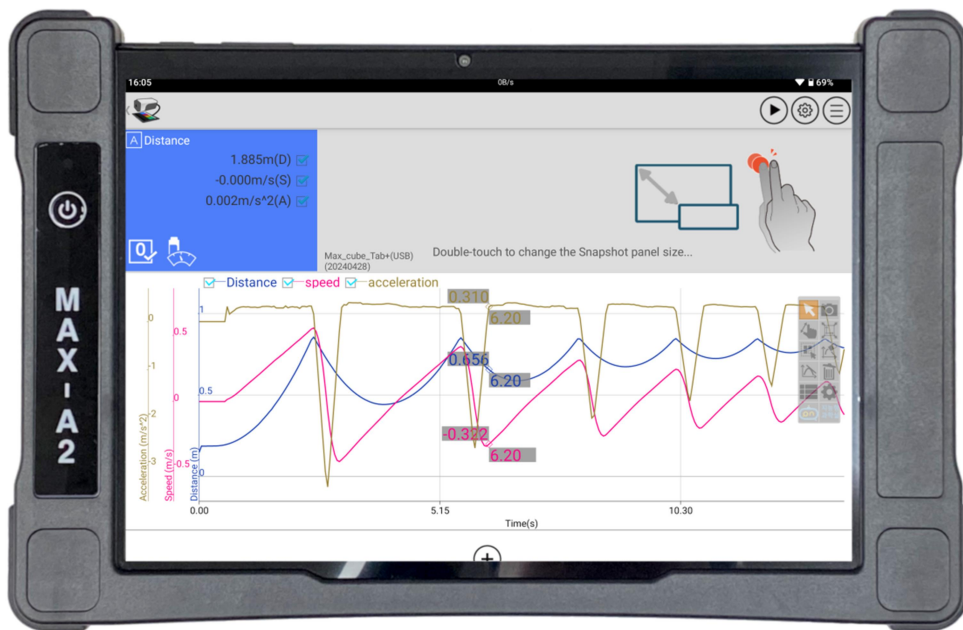 16:05
0B/s
69%
A Distance
1.885m(D)
-0.000m/s(S)
0.002m/s^2(A)
0
Max_cube_Tab+(USB)
(20240428)
Double-touch to change the Snapshot panel size...
MAX-A2
Distance
speed
acceleration
0.310
6.20
0.656
6.20
-0.322
6.20
0
-1
-2
-3
Acceleration (m/s^2)
0.5
0
-0.5
Speed (m/s)
1
0.5
0
Distance (m)
0.00
5.15
10.30
Time(s)